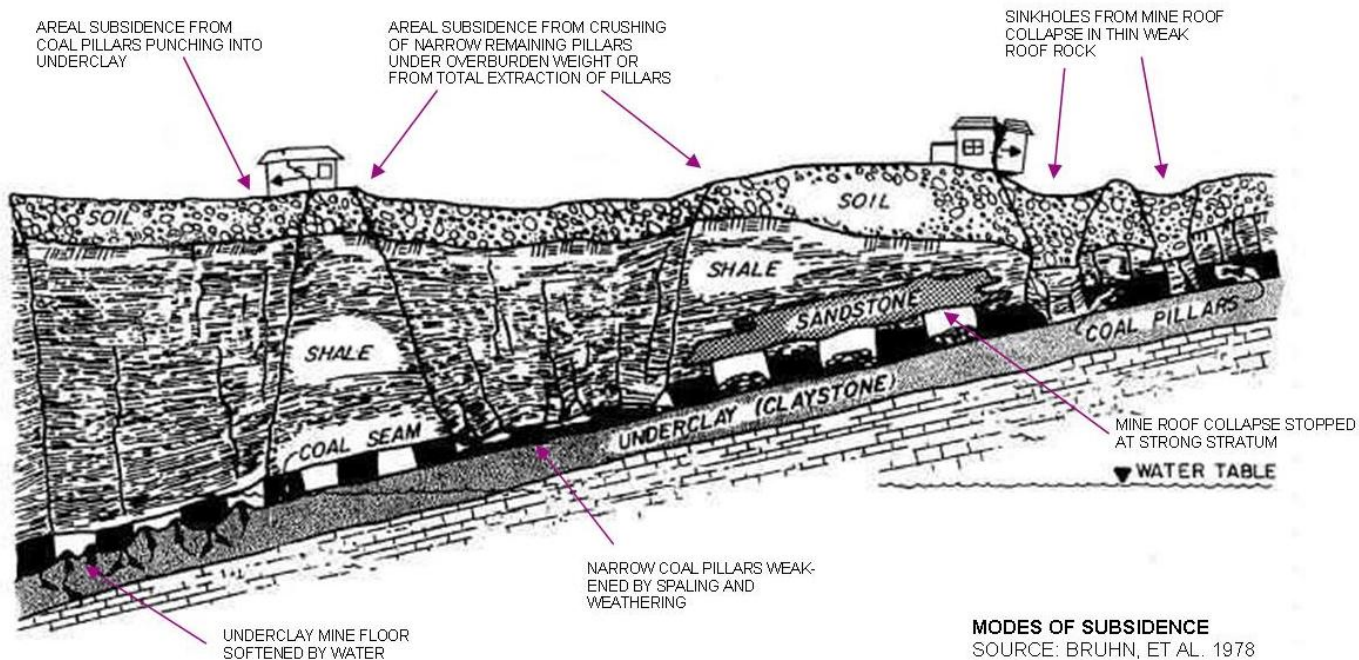 AREAL SUBSIDENCE FROM
COAL PILLARS PUNCHING INTO
UNDERCLAY
AREAL SUBSIDENCE FROM CRUSHING
OF NARROW REMAINING PILLARS
UNDER OVERBURDEN WEIGHT OR
FROM TOTAL EXTRACTION OF PILLARS
SINKHOLES FROM MINE ROOF
COLLAPSE IN THIN WEAK
ROOF ROCK
SOIL
SOIL
SHALE
SANDSTONE
SHALE
COAL PILLARS
COAL SEAM
UNDERCLAY (CLAYSTONE)
MINE ROOF COLLAPSE STOPPED
AT STRONG STRATUM
WATER TABLE
NARROW COAL PILLARS WEAK-
ENED BY SPALING AND
WEATHERING
UNDERCLAY MINE FLOOR
SOFTENED BY WATER
MODES OF SUBSIDENCE
SOURCE: BRUHN, ET AL. 1978